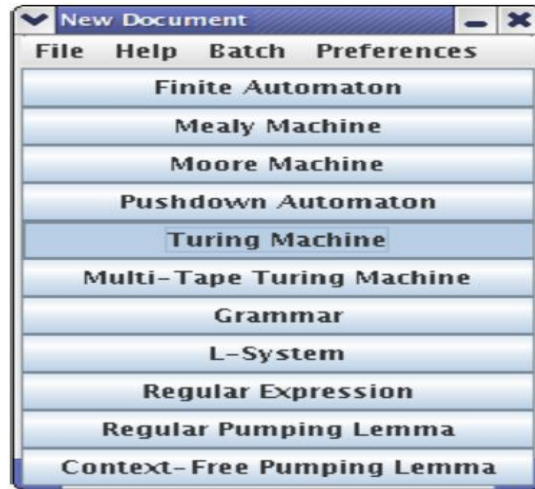 New Document
File Help Batch Preferences
Finite Automaton
Mealy Machine
Moore Machine
Pushdown Automaton
Turing Machine
Multi-Tape Turing Machine
Grammar
L-System
Regular Expression
Regular Pumping Lemma
Context-Free Pumping Lemma